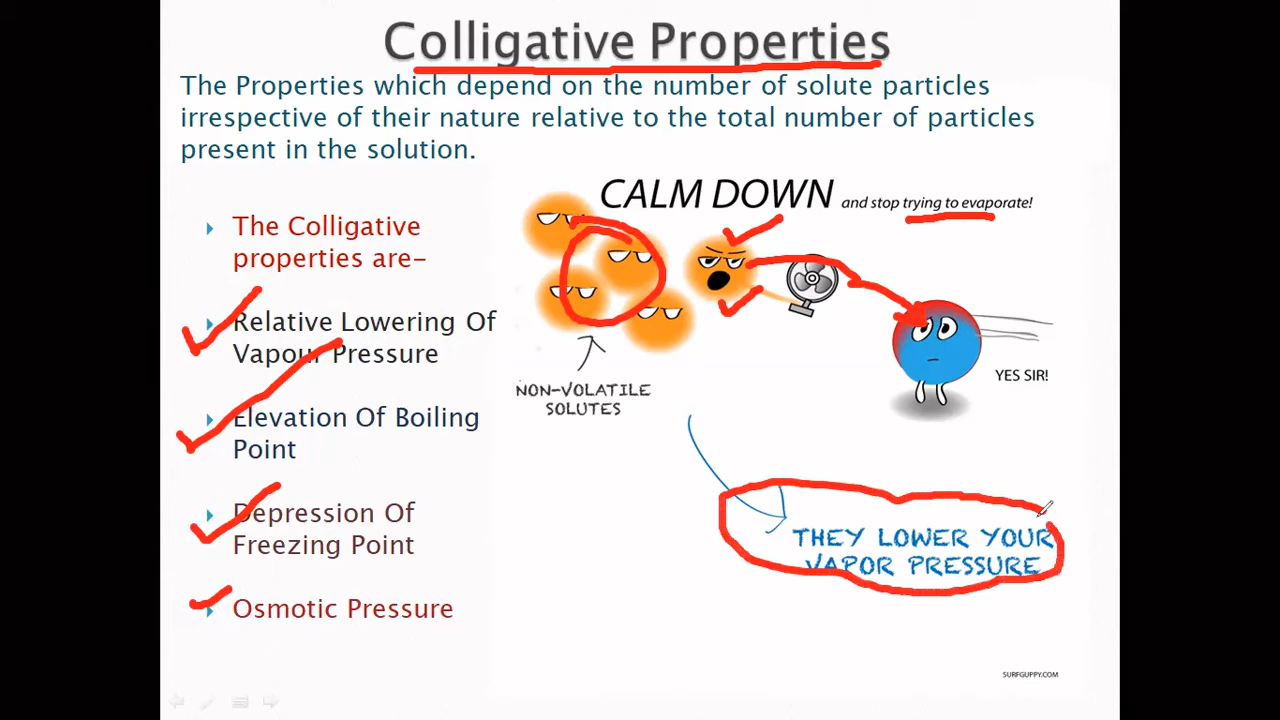 Colligative Properties
The Properties which depend on the number of solute particles
irrespective of their nature relative to the total number of particles
present in the solution.
The Colligative
properties are-
Relative Lowering Of
Vapour Pressure
Elevation Of Boiling
Point
Depression Of
Freezing Point
Osmotic Pressure
CALM DOWN and stop trying to evaporate!
YES SIR!
NON-VOLATILE
SOLUTES
THEY LOWER YOUR
VAPOR PRESSURE
SURFGUPPY.COM